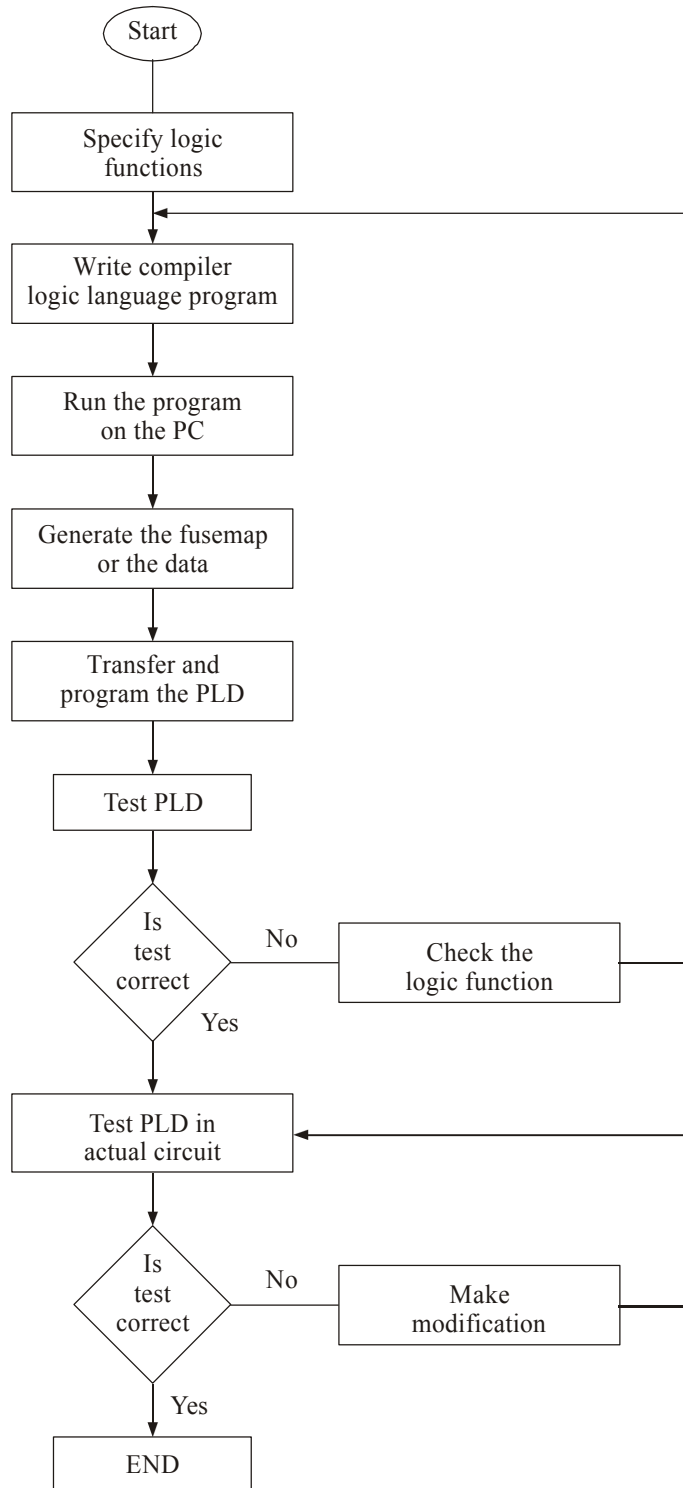 Start
Specify logic
functions
Write compiler
logic language program
Run the program
on the PC
Generate the fusemap
or the data
Transfer and
program the PLD
Test PLD
Is
test
correct
No
Check the
logic function
Yes
Test PLD in
actual circuit
Is
test
correct
No
Make
modification
Yes
END